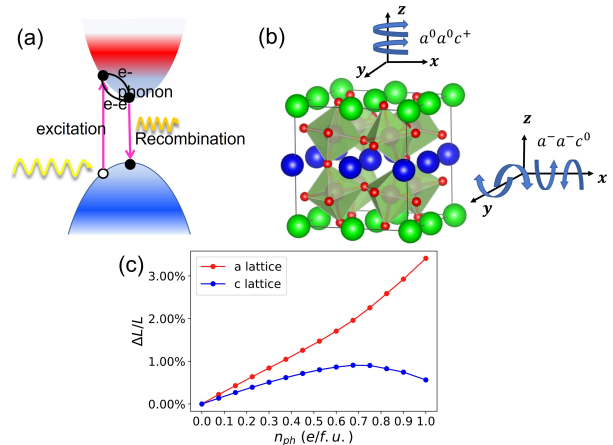 (a)
e-
phonon
e-e
excitation
Recombination
(b)
z
y
x
a⁰a⁰c⁺
z
y
x
a⁻a⁻c⁰
(c)
a lattice
c lattice
ΔL/L
3.00%
2.00%
1.00%
0.00%
0.0 0.1 0.2 0.3 0.4 0.5 0.6 0.7 0.8 0.9 1.0
n_ph (e/f.u.)